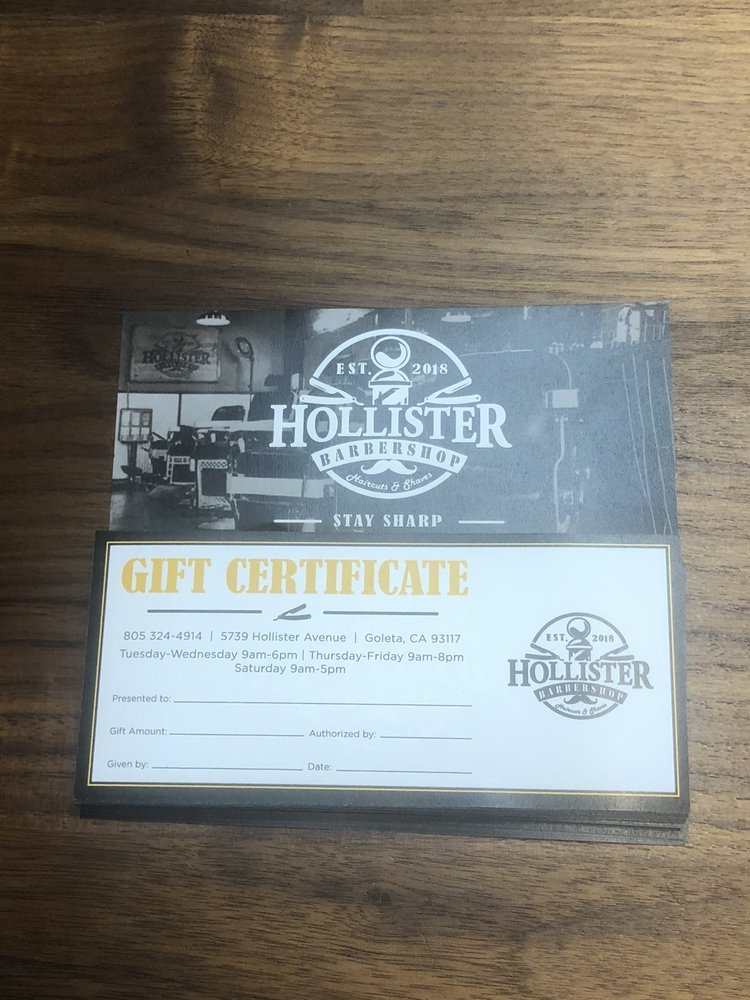 HOLLISTER
EST. 2018
HOLLISTER
BARBERSHOP
Haircuts & Shaves
STAY SHARP
GIFT CERTIFICATE
805 324-4914 | 5739 Hollister Avenue | Goleta, CA 93117
Tuesday-Wednesday 9am-6pm | Thursday-Friday 9am-8pm
Saturday 9am-5pm
Presented to:
Gift Amount: Authorized by:
Given by: Date:
EST. 2018
HOLLISTER
BARBERSHOP
Haircuts & Shaves